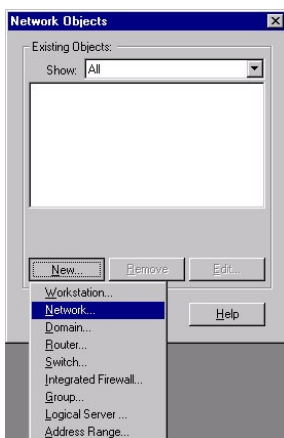 Network Objects
Existing Objects:
Show: All
New... Remove Edit...
Workstation...
Network...
Help
Domain...
Router...
Switch...
Integrated Firewall...
Group...
Logical Server ...
Address Range...